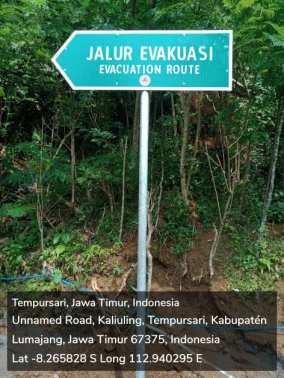 JALUR EVAKUASI
EVACUATION ROUTE
Tempursari, Jawa Timur, Indonesia
Unnamed Road, Kaliuling, Tempursari, Kabupatén
Lumajang, Jawa Timur 67375, Indonesia
Lat -8.265828 S Long 112.940295 E